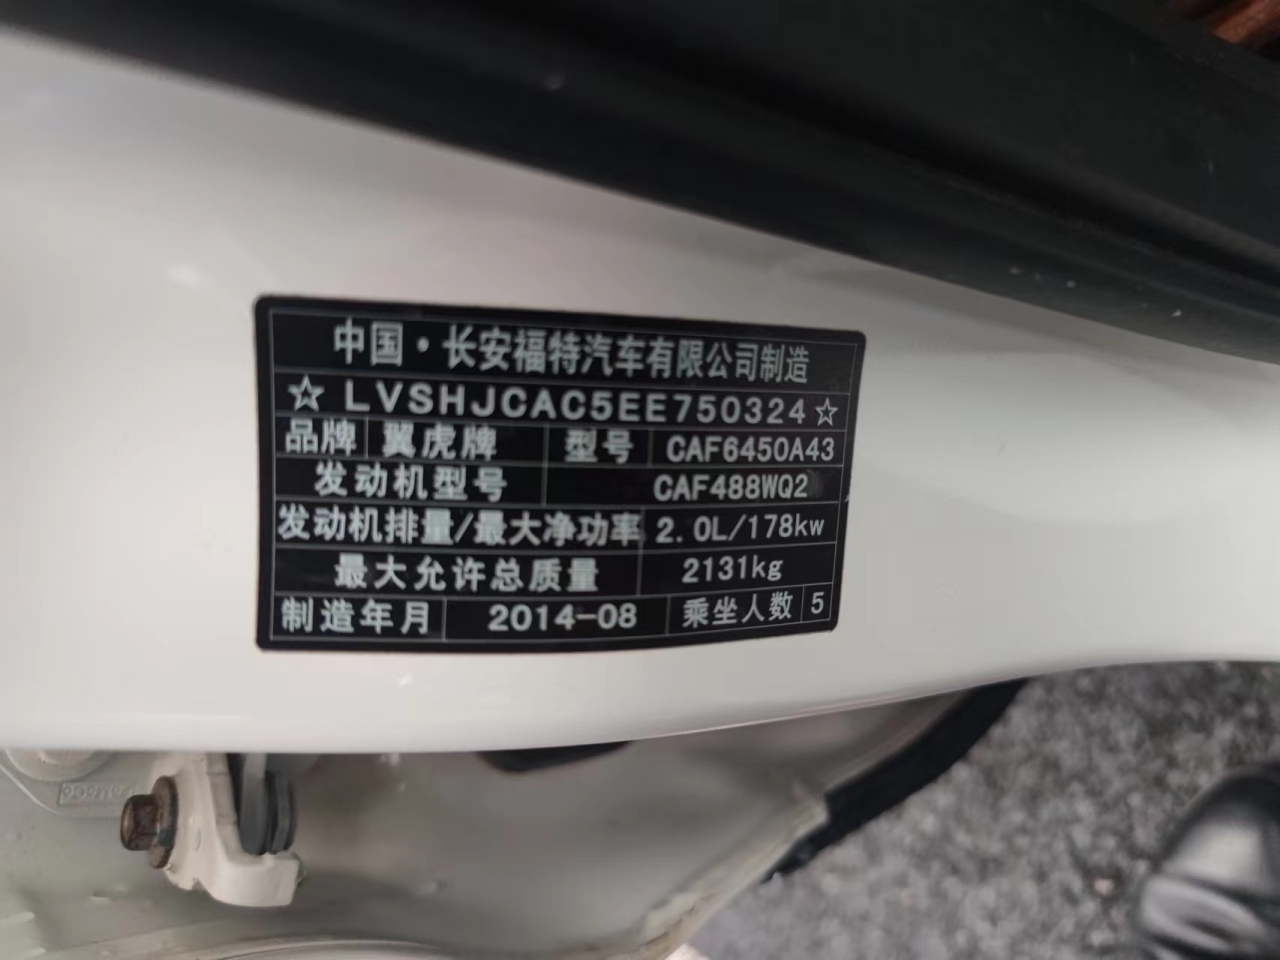 中国·长安福特汽车有限公司制造
☆ LVSHJCAC5EE750324 ☆
品牌 翼虎牌 型号 CAF6450A43
发动机型号 CAF488WQ2
发动机排量/最大净功率 2.0L/178kw
最大允许总质量 2131kg
制造年月 2014-08 乘坐人数 5